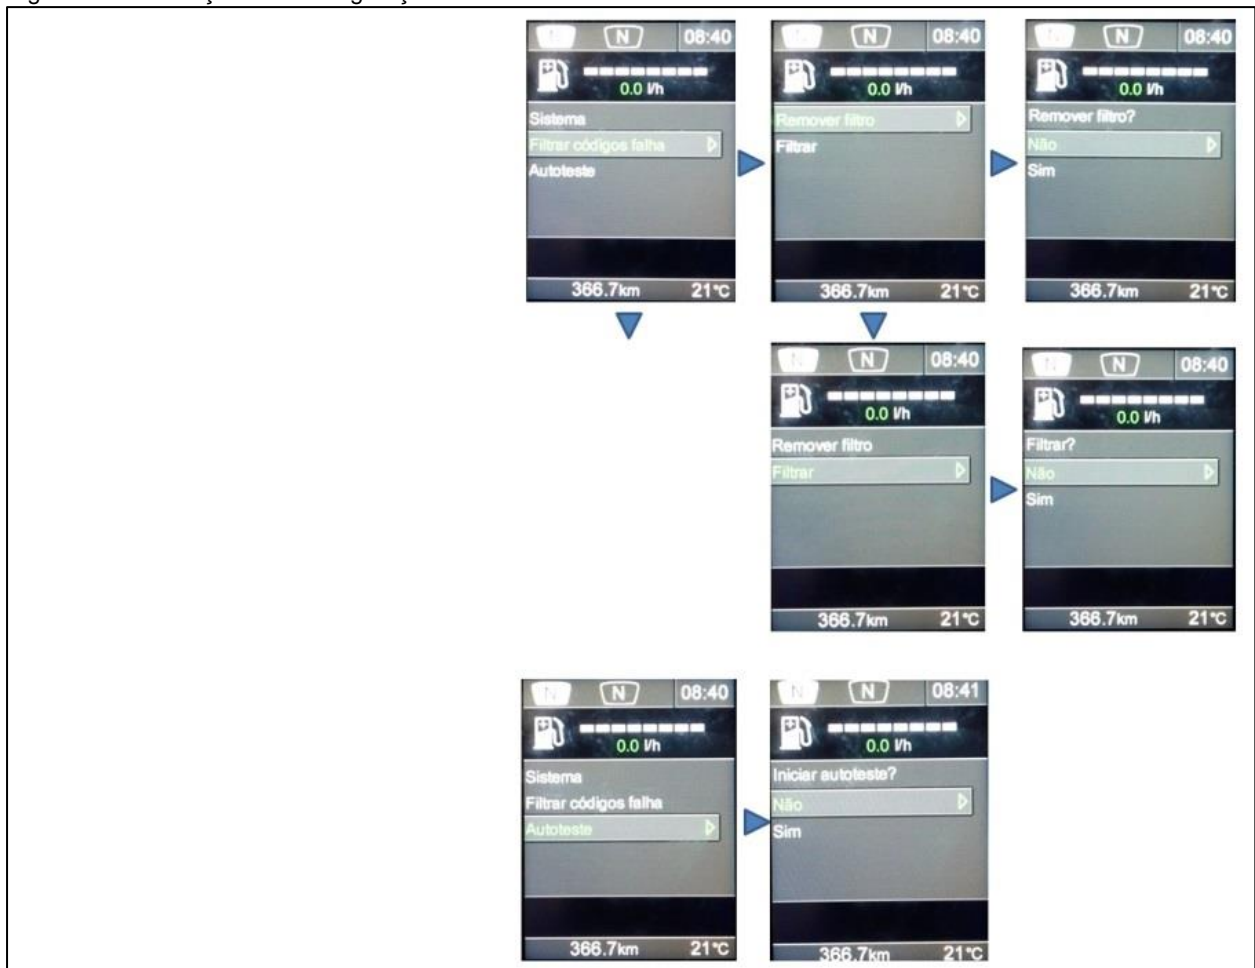 N N 08:40
0.0 l/h
Sistema
Filtrar códigos falha
Autoteste
366.7km 21°C
N N 08:40
0.0 l/h
Remover filtro
Filtrar
366.7km 21°C
N N 08:40
0.0 l/h
Remover filtro?
Não
Sim
366.7km 21°C
N N 08:40
0.0 l/h
Remover filtro
Filtrar
366.7km 21°C
N N 08:40
0.0 l/h
Filtrar?
Não
Sim
366.7km 21°C
N N 08:40
0.0 l/h
Sistema
Filtrar códigos falha
Autoteste
366.7km 21°C
N N 08:41
0.0 l/h
Iniciar autoteste?
Não
Sim
366.7km 21°C